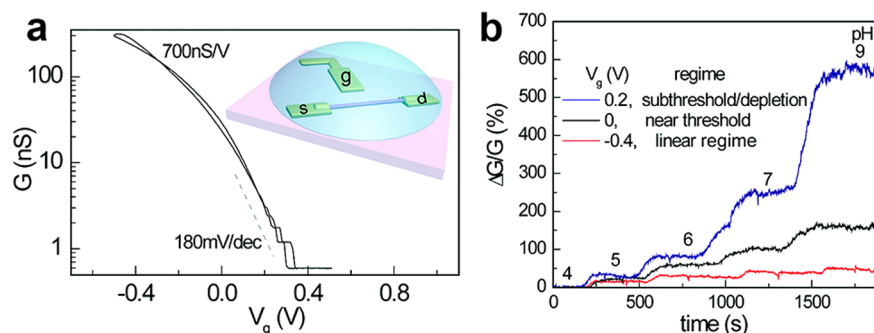 a
700nS/V
g
s
d
180mV/dec
G (nS)
100
10
1
-0.4
0.0
0.4
0.8
Vg (V)
b
pH
9
Vg (V) regime
0.2, subthreshold/depletion
0, near threshold
-0.4, linear regime
7
6
5
4
ΔG/G (%)
700
600
500
400
300
200
100
0
0
500
1000
1500
time (s)